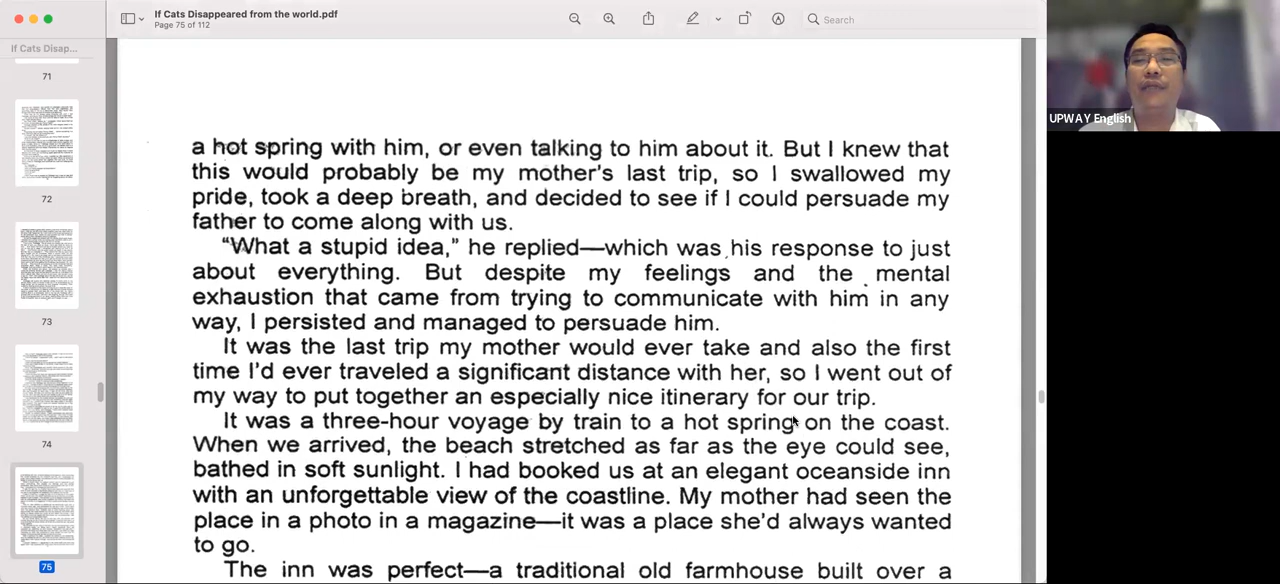 If Cats Disappeared from the world.pdf
Page 75 of 112
Search
If Cats Disap...
71
72
73
74
75
UPWAY English
a hot spring with him, or even talking to him about it. But I knew that
this would probably be my mother's last trip, so I swallowed my
pride, took a deep breath, and decided to see if I could persuade my
father to come along with us.
“What a stupid idea,” he replied—which was his response to just
about everything. But despite my feelings and the mental
exhaustion that came from trying to communicate with him in any
way, I persisted and managed to persuade him.
It was the last trip my mother would ever take and also the first
time I'd ever traveled a significant distance with her, so I went out of
my way to put together an especially nice itinerary for our trip.
It was a three-hour voyage by train to a hot spring on the coast.
When we arrived, the beach stretched as far as the eye could see,
bathed in soft sunlight. I had booked us at an elegant oceanside inn
with an unforgettable view of the coastline. My mother had seen the
place in a photo in a magazine—it was a place she'd always wanted
to go.
The inn was perfect—a traditional old farmhouse built over a